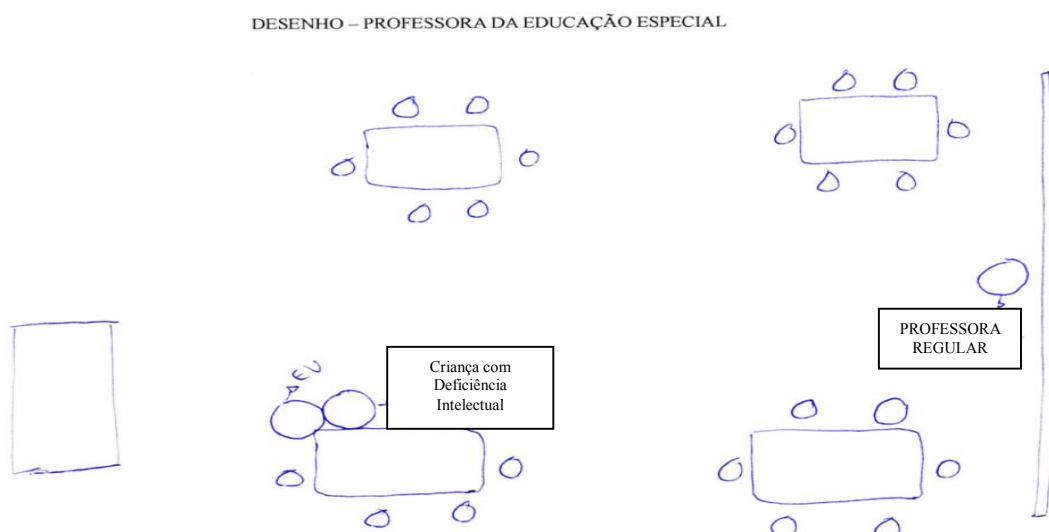 DESENHO – PROFESSORA DA EDUCAÇÃO ESPECIAL
PROFESSORA
REGULAR
EU
Criança com
Deficiência
Intelectual